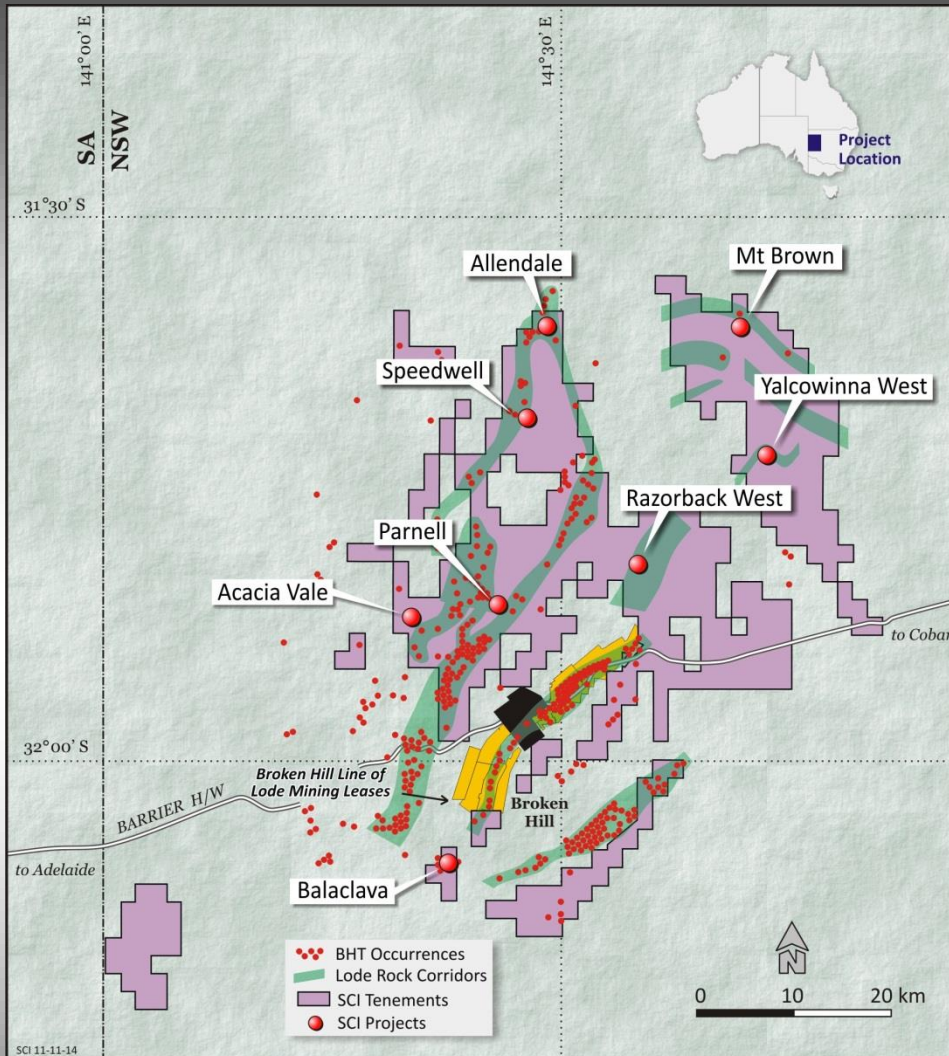 141°00' E
141°30' E
SA
NSW
Project
Location
31°30' S
Allendale
Mt Brown
Speedwell
Yalcowinna West
Razorback West
Parnell
Acacia Vale
to Cobar
32°00' S
Broken Hill Line of
Lode Mining Leases
Broken
Hill
BARRIER H/W
to Adelaide
Balaclava
BHT Occurrences
Lode Rock Corridors
SCI Tenements
SCI Projects
N
0 10 20 km
SCI 11-11-14